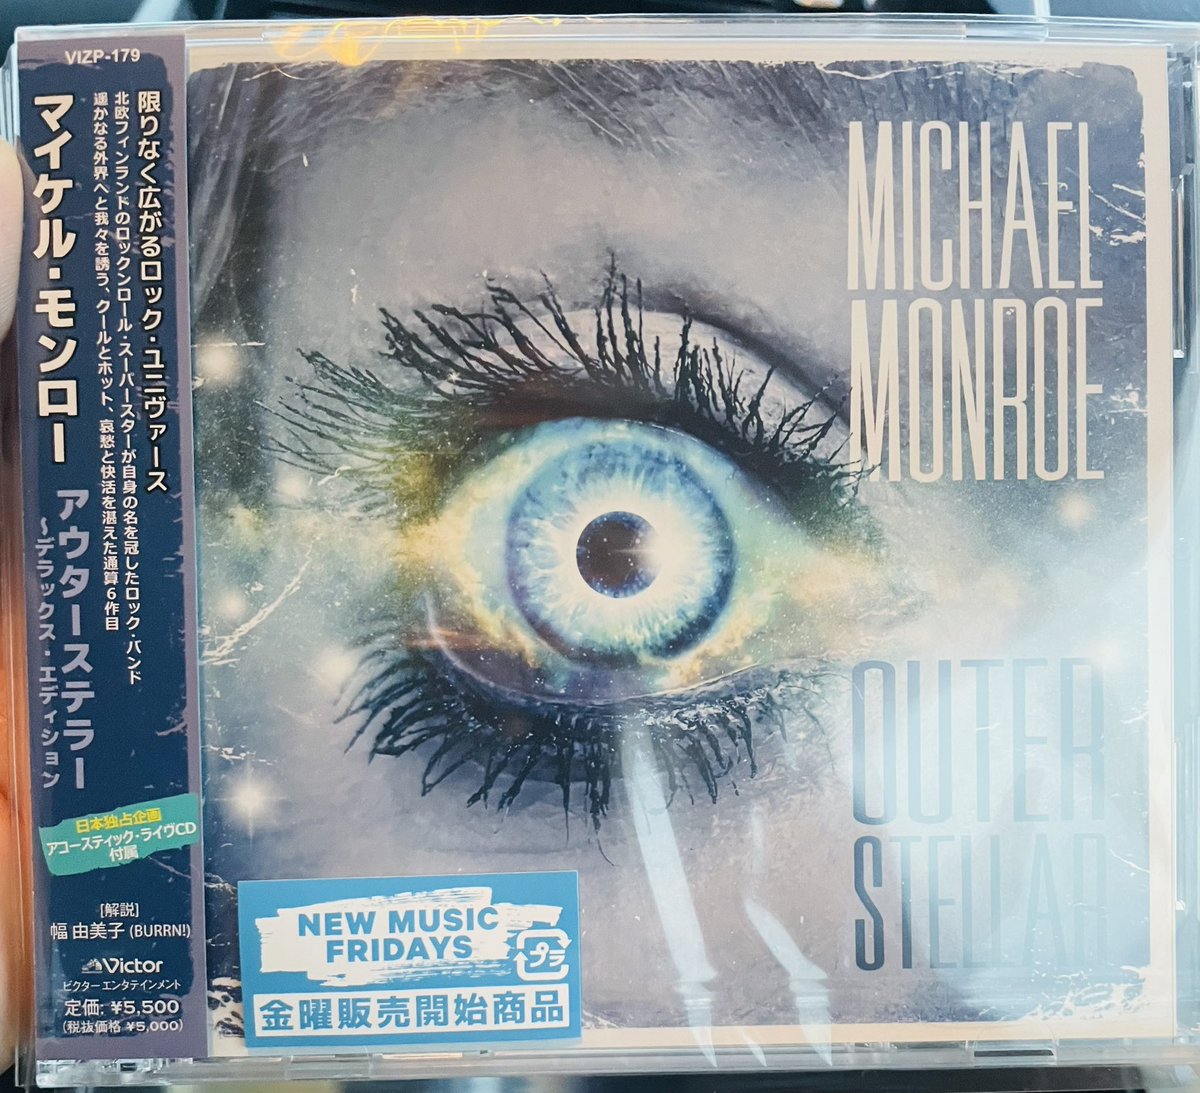 VIZP-179
限りなく広がるロック・ユニヴァース
北欧フィンランドのロックンロール・スーパースターが自身の名を冠したロック・バンド
遥かなる外界へと我々を誘う、クールとホット、哀愁と快活を湛えた通算6作目
マイケル・モンロー
アウターステラー
～デラックス・エディション
日本独占企画
アコースティック・ライヴCD
付属
[解説]
幅 由美子 (BURRN!)
Victor
ビクターエンタテインメント
定価: ¥5,500
(税抜価格 ¥5,000)
MICHAEL
MONROE
OUTER
STELLAR
NEW MUSIC
FRIDAYS
プラ
金曜販売開始商品